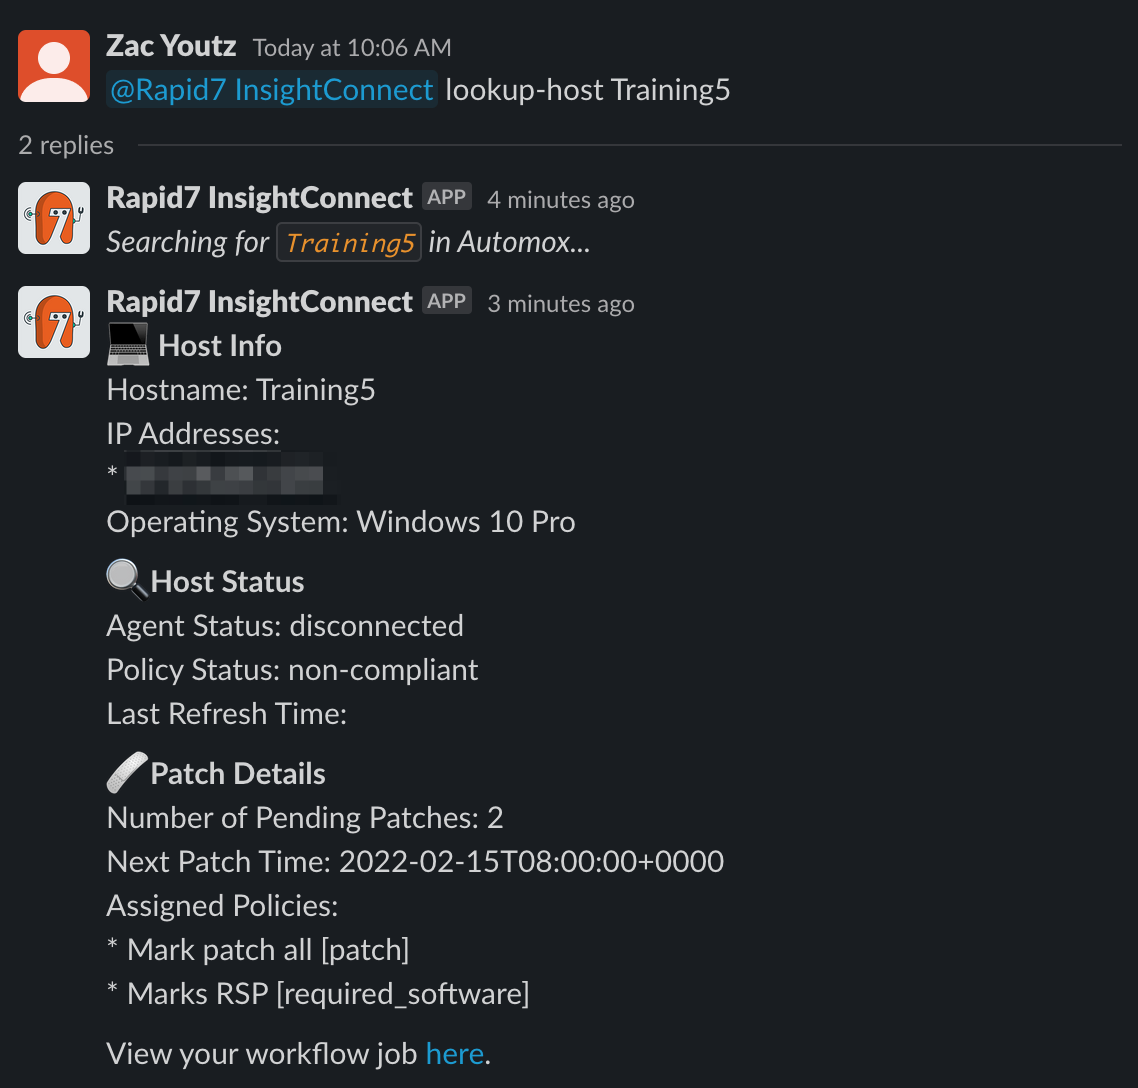 Zac Youtz Today at 10:06 AM
@Rapid7 InsightConnect lookup-host Training5
2 replies
Rapid7 InsightConnect APP 4 minutes ago
Searching for Training5 in Automox...
Rapid7 InsightConnect APP 3 minutes ago
Host Info
Hostname: Training5
IP Addresses:
*
Operating System: Windows 10 Pro
Host Status
Agent Status: disconnected
Policy Status: non-compliant
Last Refresh Time:
Patch Details
Number of Pending Patches: 2
Next Patch Time: 2022-02-15T08:00:00+0000
Assigned Policies:
* Mark patch all [patch]
* Marks RSP [required_software]
View your workflow job here.